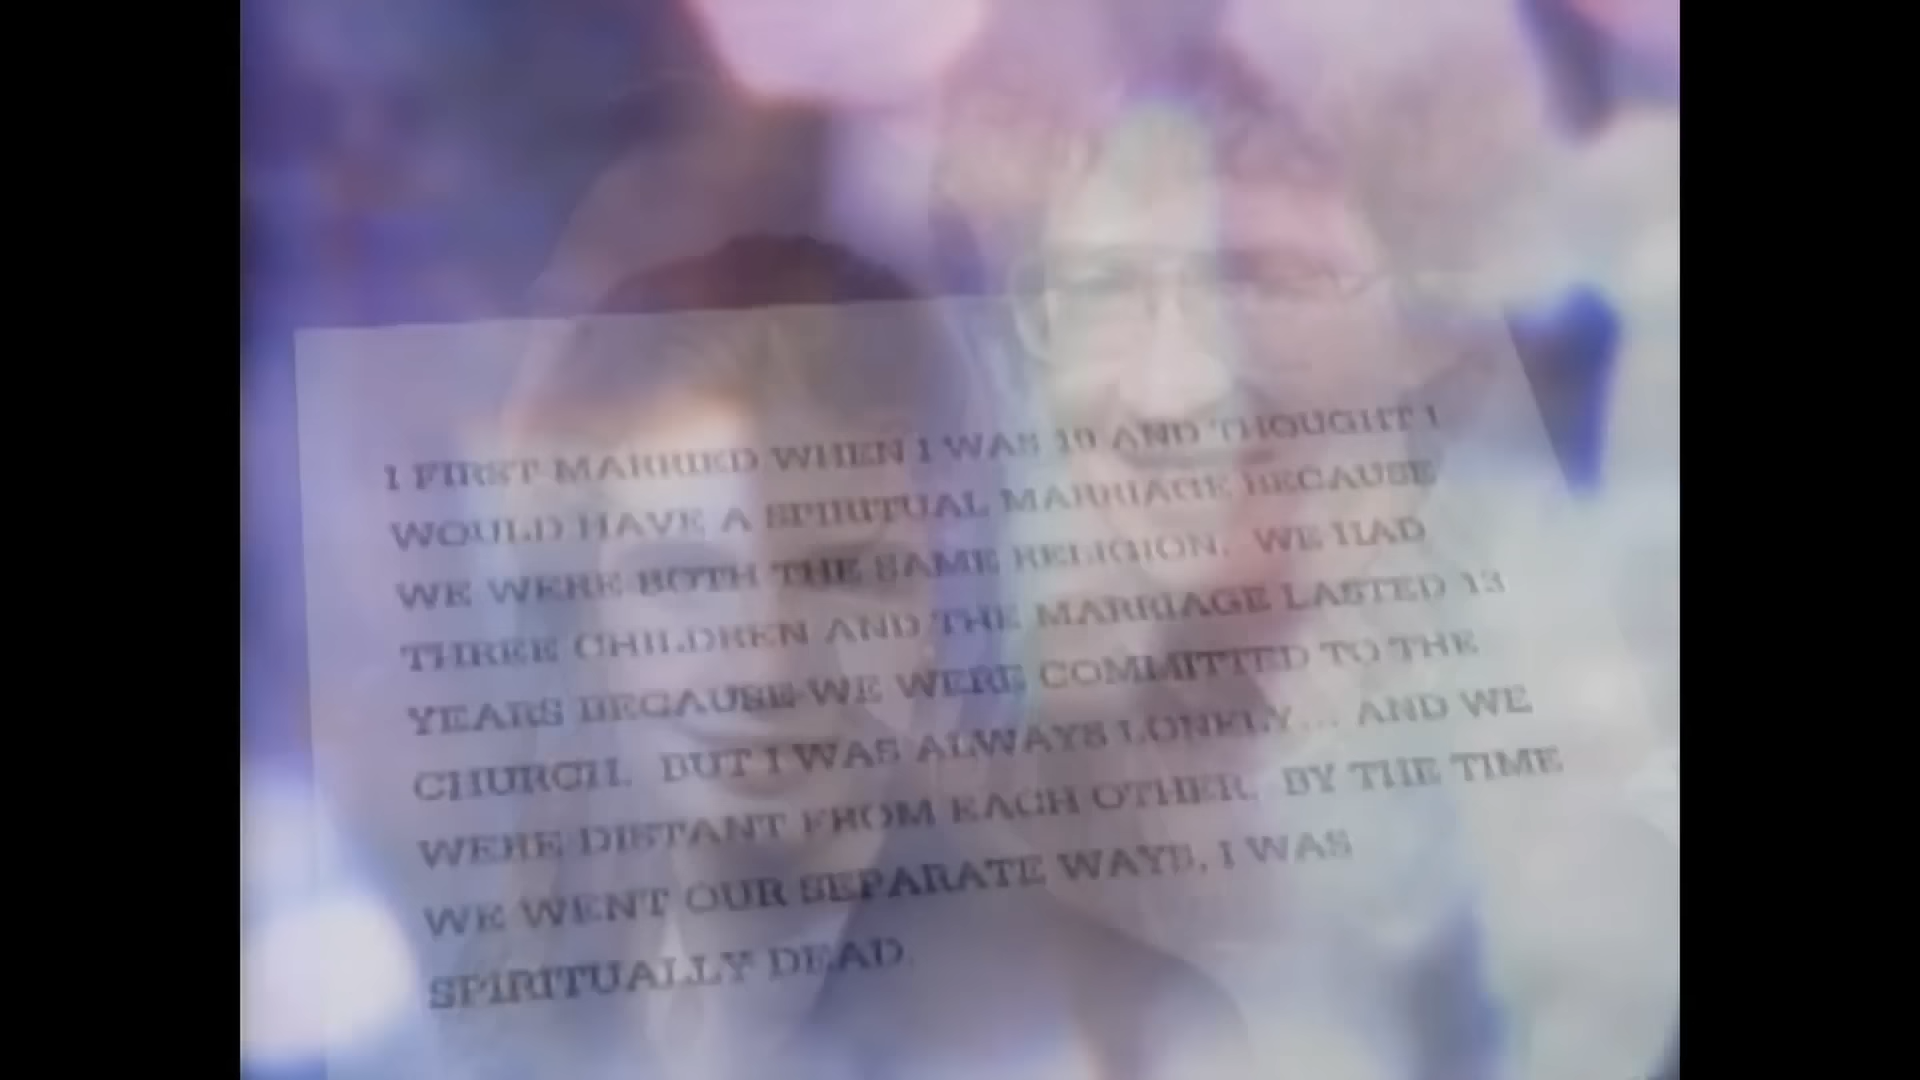 I FIRST MARRIED WHEN I WAS 19 AND THOUGHT I
WOULD HAVE A SPIRITUAL MARRIAGE BECAUSE
WE WERE BOTH THE SAME RELIGION. WE HAD
THREE CHILDREN AND THE MARRIAGE LASTED 13
YEARS BECAUSE WE WERE COMMITTED TO THE
CHURCH. BUT I WAS ALWAYS LONELY... AND WE
WERE DISTANT FROM EACH OTHER. BY THE TIME
WE WENT OUR SEPARATE WAYS, I WAS
SPIRITUALLY DEAD.